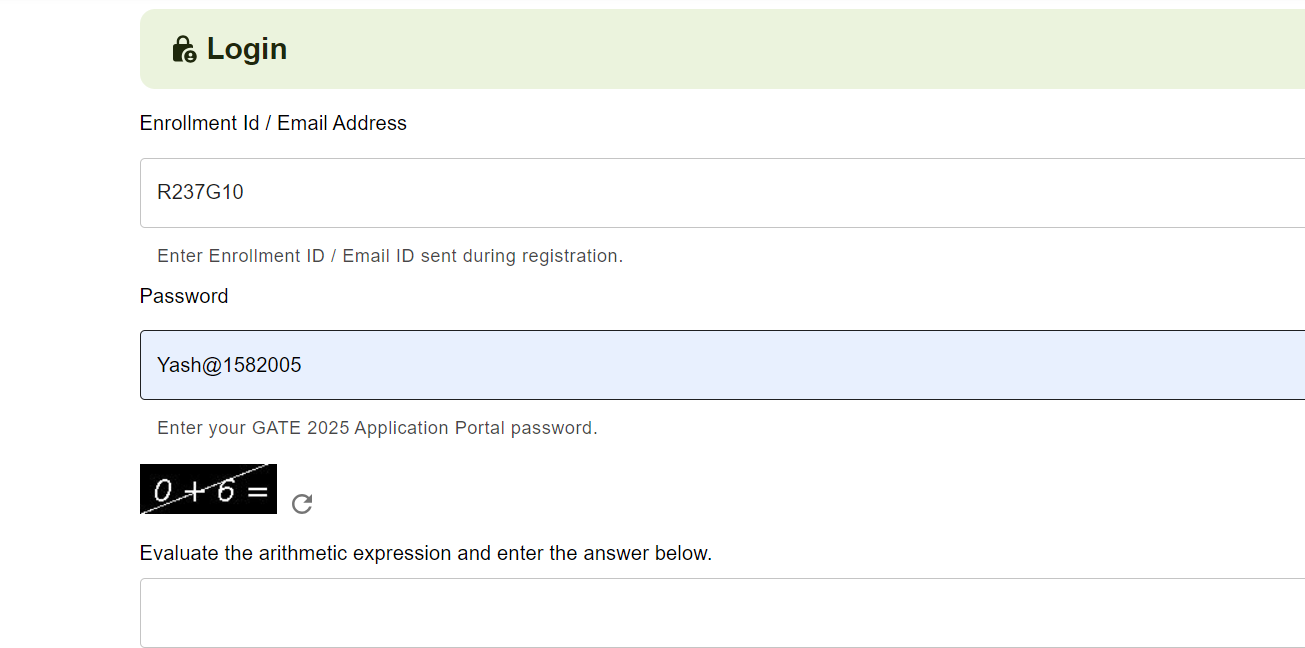 Login
Enrollment Id / Email Address
R237G10
Enter Enrollment ID / Email ID sent during registration.
Password
Yash@1582005
Enter your GATE 2025 Application Portal password.
0 + 6 =
Evaluate the arithmetic expression and enter the answer below.